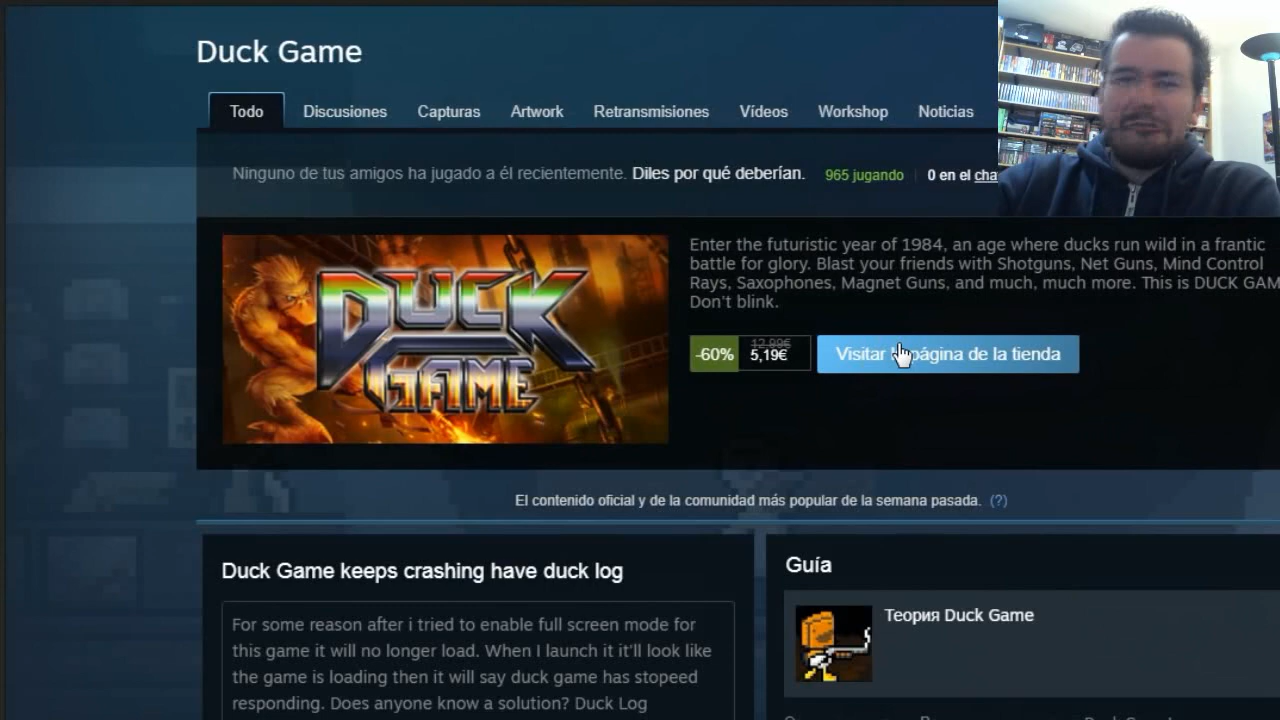 Duck Game
Todo Discusiones Capturas Artwork Retransmisiones Vídeos Workshop Noticias
Ninguno de tus amigos ha jugado a él recientemente. Diles por qué deberían. 965 jugando 0 en el cha
DUCK
GAME
Enter the futuristic year of 1984, an age where ducks run wild in a frantic
battle for glory. Blast your friends with Shotguns, Net Guns, Mind Control
Rays, Saxophones, Magnet Guns, and much, much more. This is DUCK GAM
Don't blink.
-60% 12,99€
5,19€
Visitar página de la tienda
El contenido oficial y de la comunidad más popular de la semana pasada. (?)
Duck Game keeps crashing have duck log
For some reason after i tried to enable full screen mode for
this game it will no longer load. When I launch it it'll look like
the game is loading then it will say duck game has stopeed
responding. Does anyone know a solution? Duck Log
Guía
Теория Duck Game